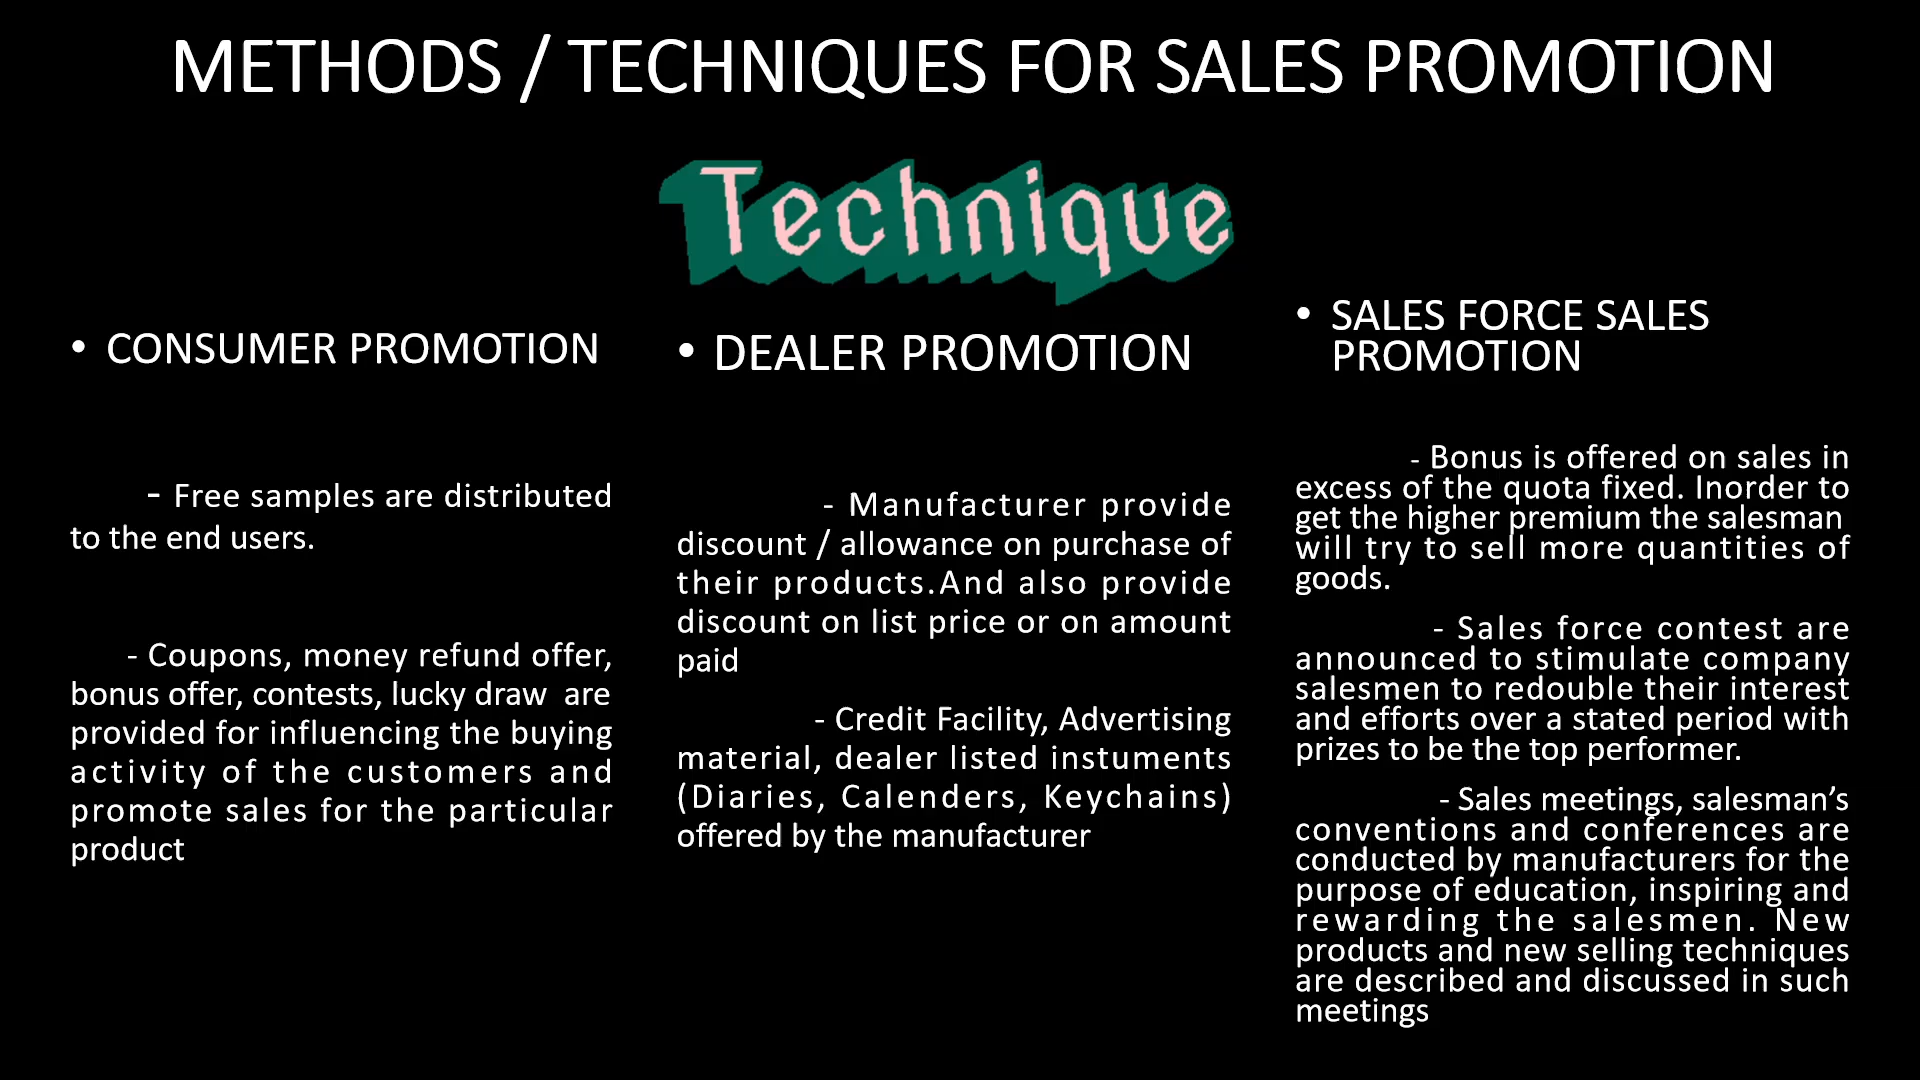 METHODS / TECHNIQUES FOR SALES PROMOTION
Technique
• CONSUMER PROMOTION
- Free samples are distributed
to the end users.
- Coupons, money refund offer,
bonus offer, contests, lucky draw  are
provided for influencing the buying
activity of the customers and
promote sales for the particular
product
• DEALER PROMOTION
- Manufacturer provide
discount / allowance on purchase of
their products.And also provide
discount on list price or on amount
paid
- Credit Facility, Advertising
material, dealer listed instuments
(Diaries, Calenders, Keychains)
offered by the manufacturer
• SALES FORCE SALES
PROMOTION
- Bonus is offered on sales in
excess of the quota fixed. Inorder to
get the higher premium the salesman
will try to sell more quantities of
goods.
- Sales force contest are
announced to stimulate company
salesmen to redouble their interest
and efforts over a stated period with
prizes to be the top performer.
- Sales meetings, salesman’s
conventions and conferences are
conducted by manufacturers for the
purpose of education, inspiring and
rewarding the salesmen. New
products and new selling techniques
are described and discussed in such
meetings